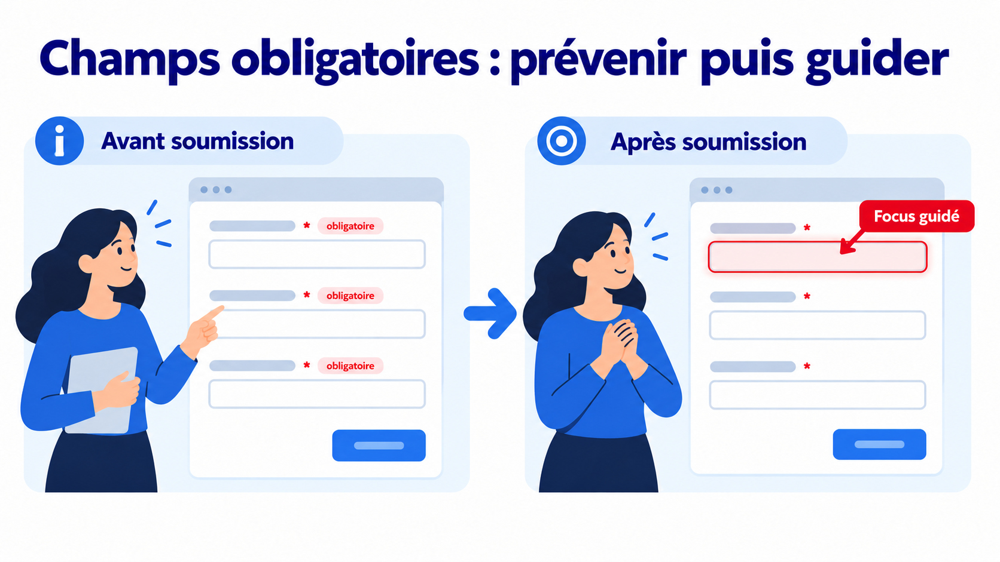 Champs obligatoires : prévenir puis guider
Avant soumission
* obligatoire
* obligatoire
* obligatoire
Après soumission
Focus guidé
*
*
*